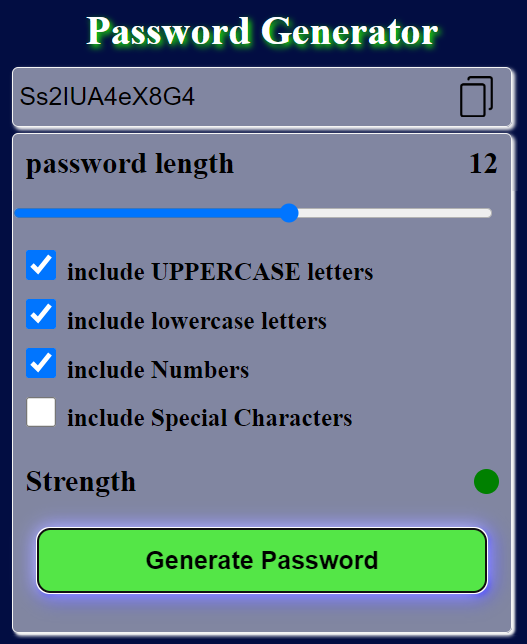 Password Generator
Ss2IUA4eX8G4
password length 12
include UPPERCASE letters
include lowercase letters
include Numbers
include Special Characters
Strength
Generate Password